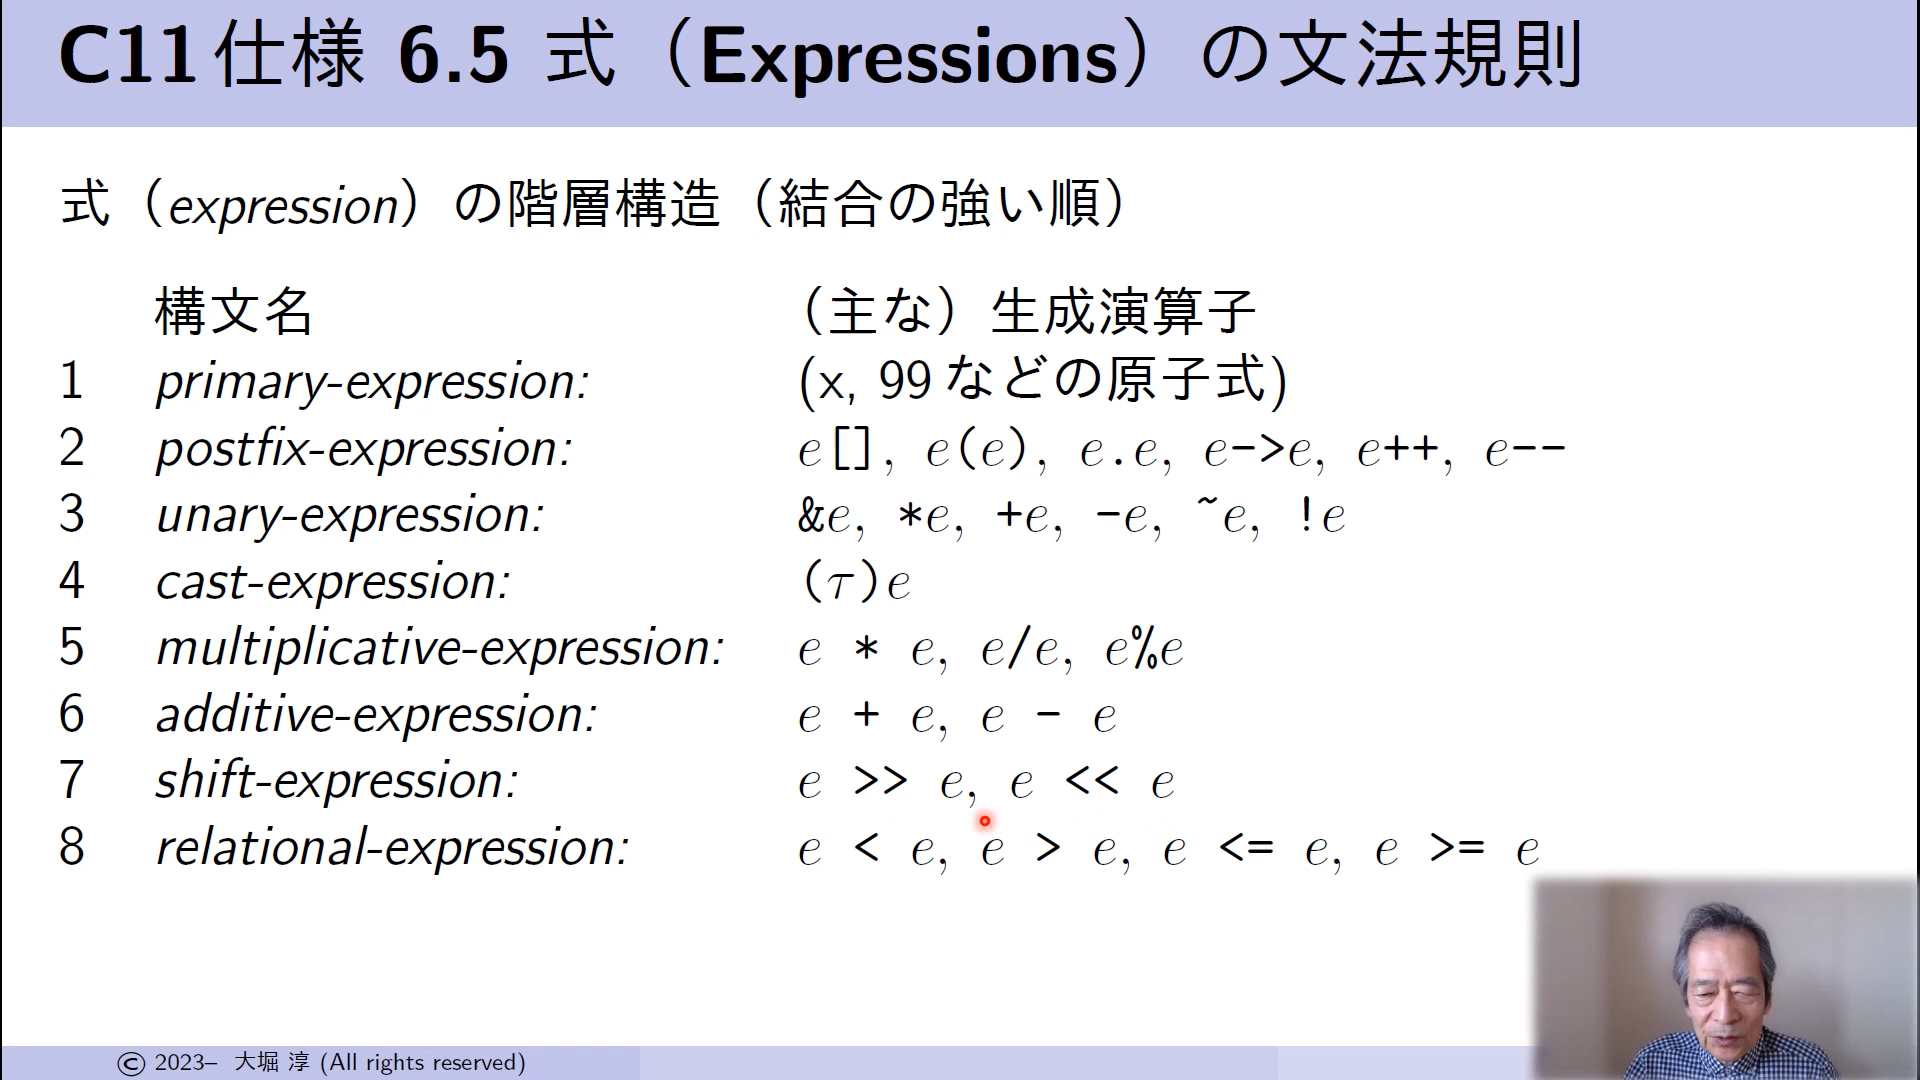 C11仕様 6.5 式（Expressions）の文法規則
式（expression）の階層構造（結合の強い順）
構文名 （主な）生成演算子
1 primary-expression: (x, 99などの原子式)
2 postfix-expression: e[], e(e), e.e, e->e, e++, e--
3 unary-expression: &e, *e, +e, -e, ~e, !e
4 cast-expression: (τ)e
5 multiplicative-expression: e * e, e/e, e%e
6 additive-expression: e + e, e - e
7 shift-expression: e >> e, e << e
8 relational-expression: e < e, e > e, e <= e, e >= e
© 2023– 大堀 淳 (All rights reserved)